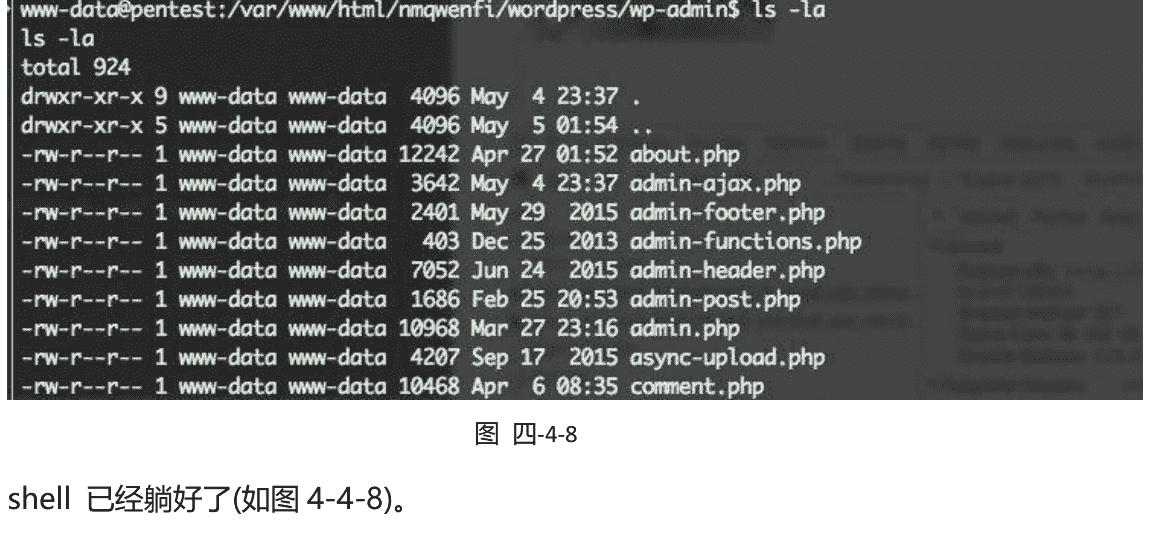 www-data@pentest:/var/www/html/nmqwenfi/wordpress/wp-admin$ ls -la
ls -la
total 924
drwxr-xr-x 9 www-data www-data 4096 May 4 23:37 .
drwxr-xr-x 5 www-data www-data 4096 May 5 01:54 ..
-rw-r--r-- 1 www-data www-data 12242 Apr 27 01:52 about.php
-rw-r--r-- 1 www-data www-data 3642 May 4 23:37 admin-ajax.php
-rw-r--r-- 1 www-data www-data 2401 May 29 2015 admin-footer.php
-rw-r--r-- 1 www-data www-data 403 Dec 25 2013 admin-functions.php
-rw-r--r-- 1 www-data www-data 7052 Jun 24 2015 admin-header.php
-rw-r--r-- 1 www-data www-data 1686 Feb 25 20:53 admin-post.php
-rw-r--r-- 1 www-data www-data 10968 Mar 27 23:16 admin.php
-rw-r--r-- 1 www-data www-data 4207 Sep 17 2015 async-upload.php
-rw-r--r-- 1 www-data www-data 10468 Apr 6 08:35 comment.php
图 四-4-8
shell 已经躺好了(如图 4-4-8)。